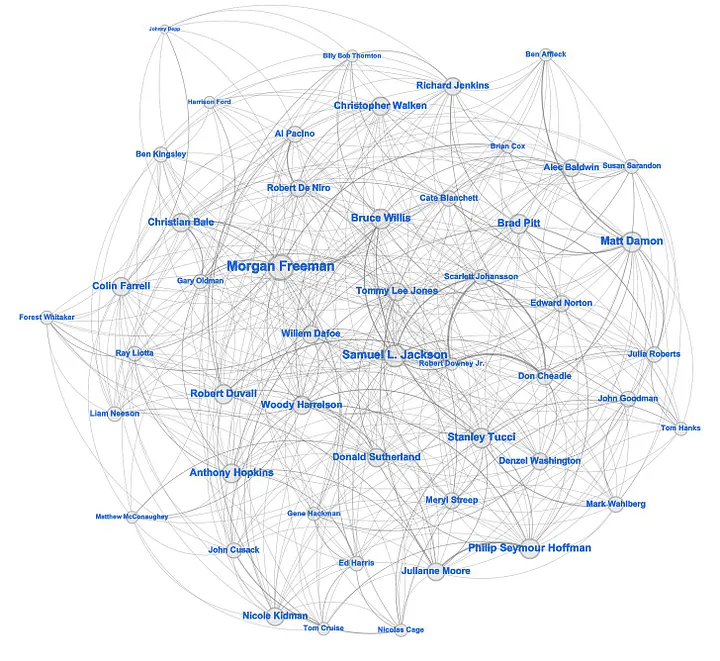 Johnny Depp
Billy Bob Thornton
Ben Affleck
Richard Jenkins
Harrison Ford
Christopher Walken
Al Pacino
Brian Cox
Ben Kingsley
Alec Baldwin
Susan Sarandon
Robert De Niro
Cate Blanchett
Bruce Willis
Christian Bale
Brad Pitt
Matt Damon
Morgan Freeman
Scarlett Johansson
Gary Oldman
Colin Farrell
Tommy Lee Jones
Edward Norton
Forest Whitaker
Willem Dafoe
Ray Liotta
Samuel L. Jackson
Julia Roberts
Robert Downey Jr.
Don Cheadle
Robert Duvall
John Goodman
Woody Harrelson
Liam Neeson
Tom Hanks
Stanley Tucci
Donald Sutherland
Denzel Washington
Anthony Hopkins
Meryl Streep
Mark Wahlberg
Gene Hackman
Matthew McConaughey
Philip Seymour Hoffman
John Cusack
Ed Harris
Julianne Moore
Nicole Kidman
Tom Cruise
Nicolas Cage